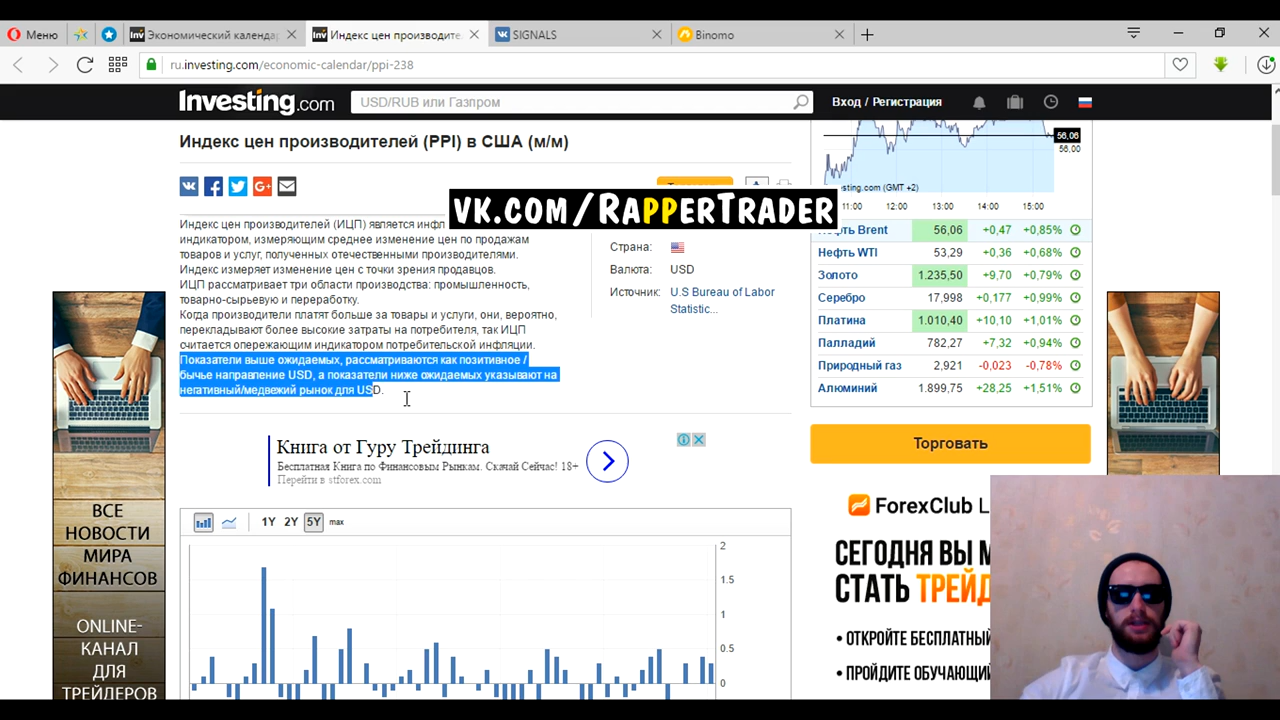 Меню
Экономический календа
Индекс цен производите.
SIGNALS
Binomo
ru.investing.com/economic-calendar/ppi-238
Investing.com
USD/RUB или Газпром
Вход / Регистрация
Индекс цен производителей (PPI) в США (м/м)
vk.com/RapperTrader
Индекс цен производителей (ИЦП) является
индикатором, измеряющим среднее изменение цен по продажам
товаров и услуг, полученных отечественными производителями.
Индекс измеряет изменение цен с точки зрения продавцов.
ИЦП рассматривает три области производства: промышленность,
товарно-сырьевую и переработку.
Когда производители платят больше за товары и услуги, они, вероятно,
перекладывают более высокие затраты на потребителя, так ИЦП
считается опережающим индикатором потребительской инфляции.
Показатели выше ожидаемых, рассматриваются как позитивное /
бычье направление USD, а показатели ниже ожидаемых указывают на
негативный/медвежий рынок для USD.
Страна:
Валюта: USD
Источник: U.S Bureau of Labor
Statistic...
56,06
56,00
esting.com (GMT +2)
11:00 12:00 13:00 14:00 15:00
Нефть Brent 56,06 +0,47 +0,85%
Нефть WTI 53,29 +0,36 +0,68%
Золото 1.235,50 +9,70 +0,79%
Серебро 17,998 +0,177 +0,99%
Платина 1.010,40 +10,10 +1,01%
Палладий 782,27 +7,32 +0,94%
Природный газ 2,921 -0,023 -0,78%
Алюминий 1.899,75 +28,25 +1,51%
Торговать
Книга от Гуру Трейдинга
Бесплатная Книга по Финансовым Рынкам. Скачай Сейчас! 18+
Перейти в stforex.com
1Y 2Y 5Y max
2
1.5
1
0.5
0
ВСЕ
НОВОСТИ
МИРА
ФИНАНСОВ
ONLINE-
КАНАЛ
ДЛЯ
ТРЕЙДЕРОВ
ForexClub L
СЕГОДНЯ ВЫ М
СТАТЬ ТРЕЙД
• ОТКРОЙТЕ БЕСПЛАТНЫЙ
• ПРОЙДИТЕ ОБУЧАЮЩИЙ